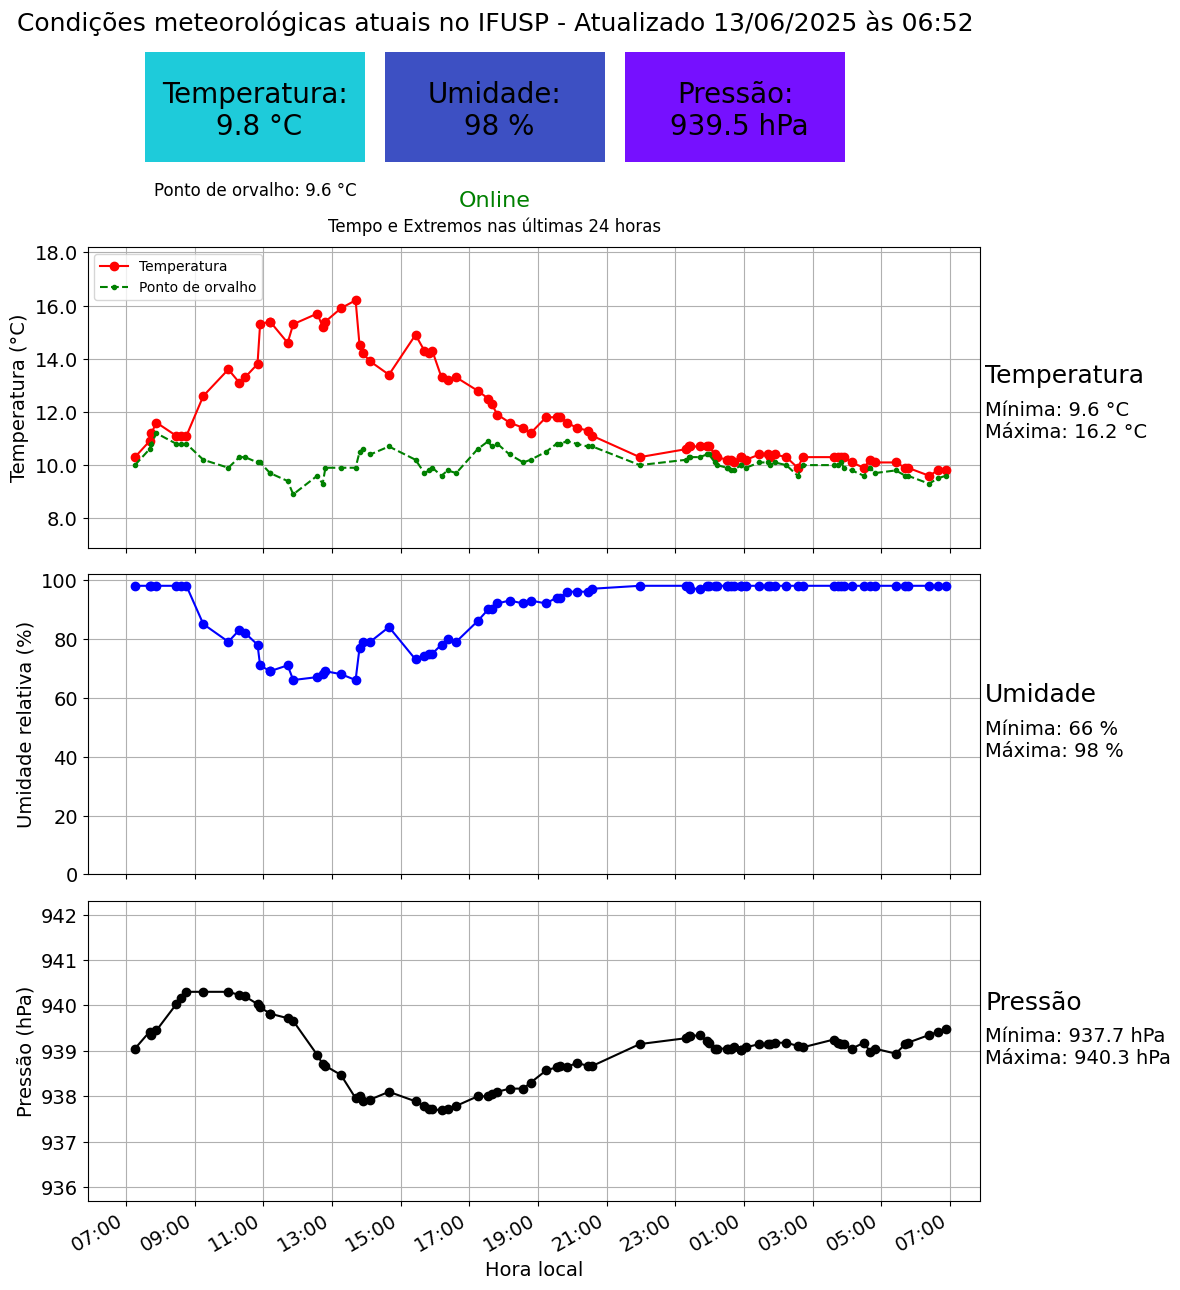 Condições meteorológicas atuais no IFUSP - Atualizado 13/06/2025 às 06:52
Temperatura:
9.8 °C
Umidade:
98 %
Pressão:
939.5 hPa
Ponto de orvalho: 9.6 °C
Online
Tempo e Extremos nas últimas 24 horas
Temperatura (°C)
18.0
16.0
14.0
12.0
10.0
8.0
Temperatura
Ponto de orvalho
Temperatura
Mínima: 9.6 °C
Máxima: 16.2 °C
Umidade relativa (%)
100
80
60
40
20
0
Umidade
Mínima: 66 %
Máxima: 98 %
Pressão (hPa)
942
941
940
939
938
937
936
Pressão
Mínima: 937.7 hPa
Máxima: 940.3 hPa
07:00 09:00 11:00 13:00 15:00 17:00 19:00 21:00 23:00 01:00 03:00 05:00 07:00
Hora local